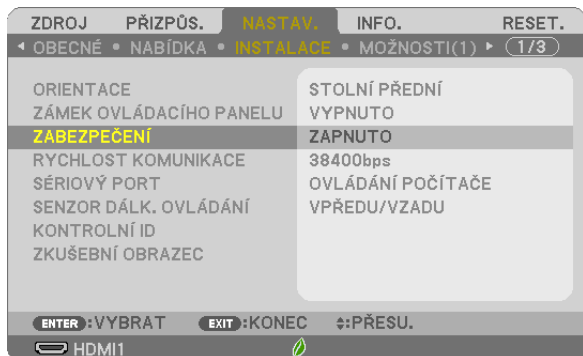 ZDROJ PŘIZPŮS. NASTAV. INFO. RESET.
OBECNÉ • NABÍDKA • INSTALACE • MOŽNOSTI(1) 1/3
ORIENTACE STOLNÍ PŘEDNÍ
ZÁMEK OVLÁDACÍHO PANELU VYPNUTO
ZABEZPEČENÍ ZAPNUTO
RYCHLOST KOMUNIKACE 38400bps
SÉRIOVÝ PORT OVLÁDÁNÍ POČÍTAČE
SENZOR DÁLK. OVLÁDÁNÍ VPŘEDU/VZADU
KONTROLNÍ ID
ZKUŠEBNÍ OBRAZEC
ENTER :VYBRAT EXIT :KONEC :PŘESU.
HDMI1